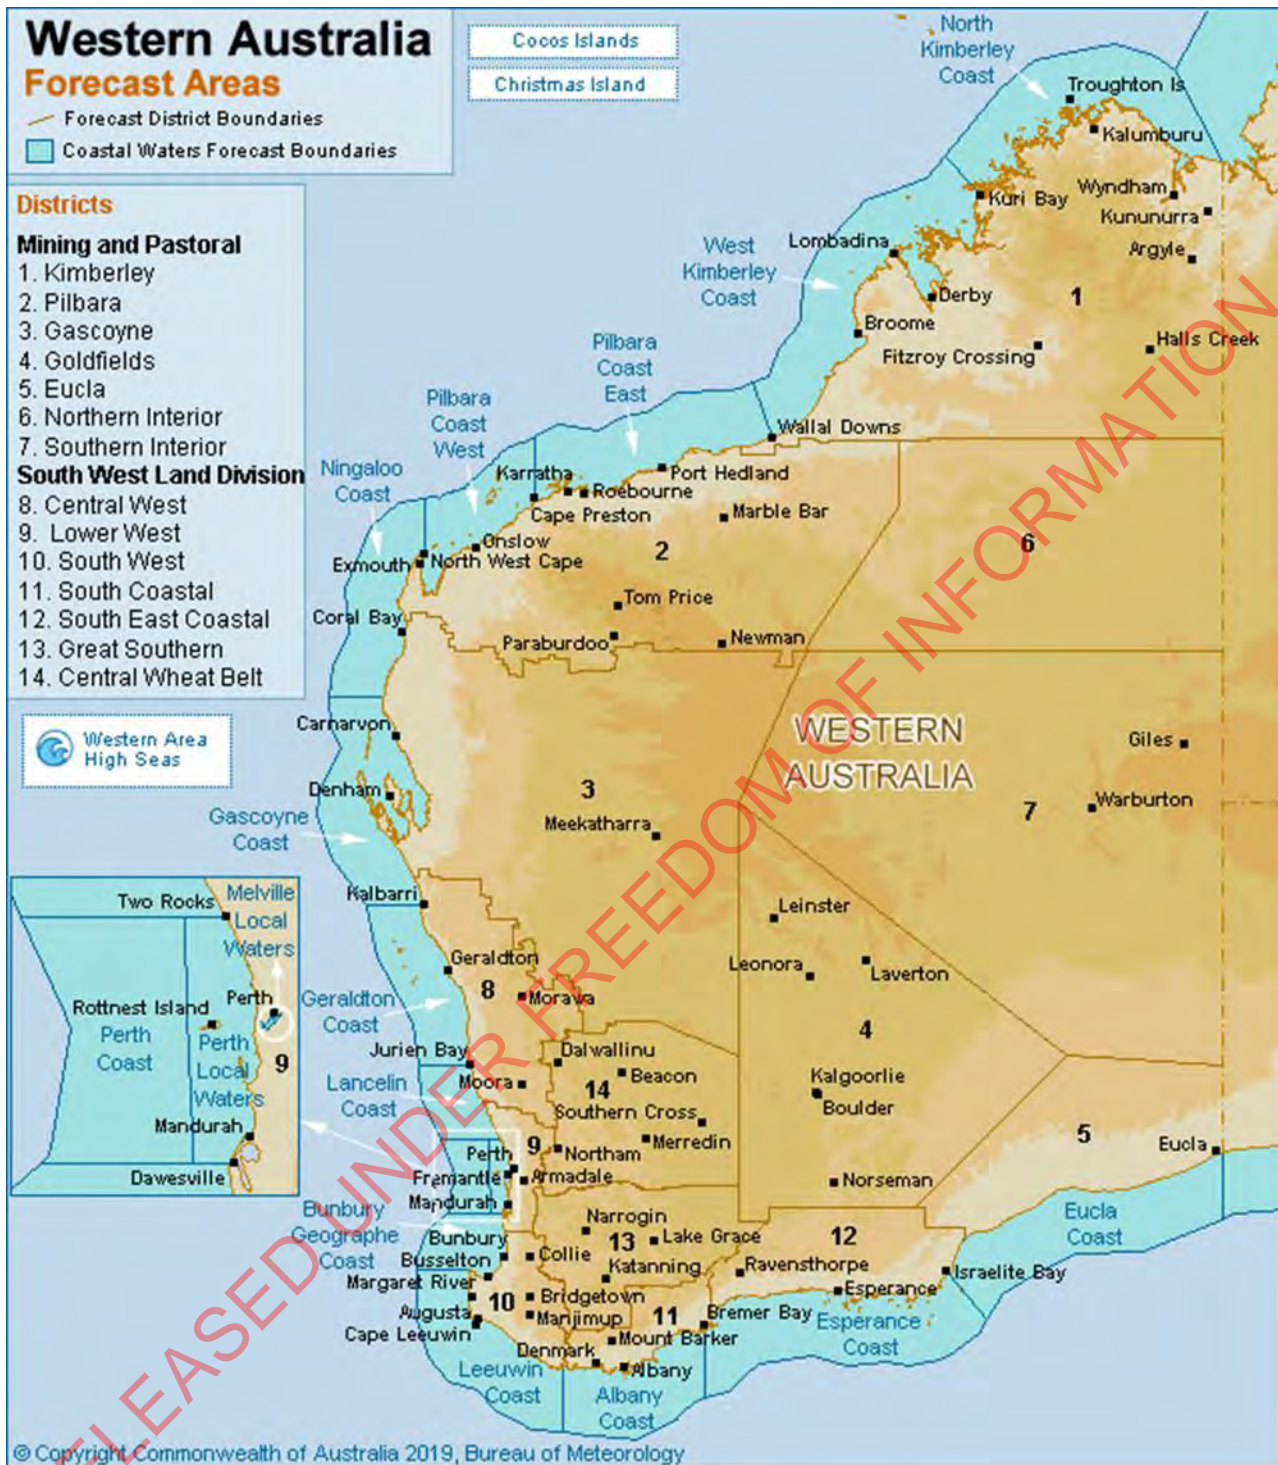 Western Australia
Forecast Areas
Forecast District Boundaries
Coastal Waters Forecast Boundaries
Cocos Islands
Christmas Island
Districts
Mining and Pastoral
1. Kimberley
2. Pilbara
3. Gascoyne
4. Goldfields
5. Eucla
6. Northern Interior
7. Southern Interior
South West Land Division
8. Central West
9. Lower West
10. South West
11. South Coastal
12. South East Coastal
13. Great Southern
14. Central Wheat Belt
Western Area
High Seas
North
Kimberley
Coast
Troughton Is
Kalumburu
Wyndham
Kuri Bay
Kununurra
Argyle
Lombadina
West
Kimberley
Coast
Derby
1
Broome
Halls Creek
Fitzroy Crossing
Pilbara
Coast
East
Pilbara
Coast
West
Wallal Downs
Ningaloo
Coast
Karratha
Port Hedland
Roebourne
Cape Preston
Marble Bar
Onslow
2
6
Exmouth
North West Cape
Tom Price
Coral Bay
Paraburdoo
Newman
Carnarvon
WESTERN
AUSTRALIA
Giles
Denham
3
7
Warburton
Gascoyne
Coast
Meekatharra
Kalbarri
Leinster
Geraldton
Leonora
Laverton
8
Morawa
Geraldton
Coast
4
Jurien Bay
Dalwallinu
Moora
Beacon
14
Kalgoorlie
Boulder
Lancelin
Coast
Southern Cross
9
Merredin
5
Eucla
Perth
Northam
Fremantle
Armadale
Norseman
Mandurah
Bunbury
Geographe
Coast
Narrogin
Eucla
Coast
Bunbury
13
Lake Grace
12
Busselton
Collie
Katanning
Ravensthorpe
Israelite Bay
Margaret River
Esperance
10
Bridgetown
Augusta
Manjimup
11
Bremer Bay
Esperance
Coast
Cape Leeuwin
Mount Barker
Denmark
Albany
Leeuwin
Coast
Albany
Coast
Two Rocks
Melville
Local
Waters
Perth
Rottnest Island
Perth
Coast
Perth
Local
Waters
9
Mandurah
Dawesville
© Copyright Commonwealth of Australia 2019, Bureau of Meteorology
ELEASED UNDER FREEDOM OF INFORMATION